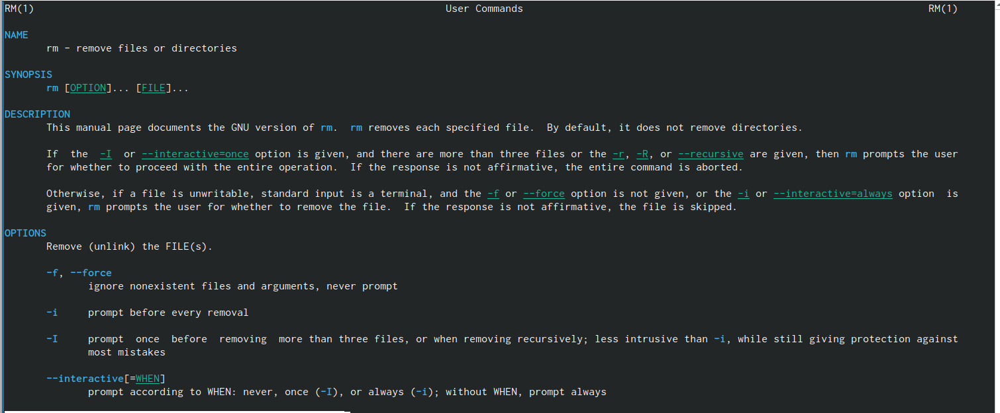 RM(1) User Commands RM(1)
NAME
rm - remove files or directories
SYNOPSIS
rm [OPTION]... [FILE]...
DESCRIPTION
This manual page documents the GNU version of rm.  rm removes each specified file.  By default, it does not remove directories.
If  the  -I  or --interactive=once option is given, and there are more than three files or the -r, -R, or --recursive are given, then rm prompts the user
for whether to proceed with the entire operation.  If the response is not affirmative, the entire command is aborted.
Otherwise, if a file is unwritable, standard input is a terminal, and the -f or --force option is not given, or the -i or --interactive=always option  is
given, rm prompts the user for whether to remove the file.  If the response is not affirmative, the file is skipped.
OPTIONS
Remove (unlink) the FILE(s).
-f, --force
ignore nonexistent files and arguments, never prompt
-i     prompt before every removal
-I     prompt  once  before  removing  more than three files, or when removing recursively; less intrusive than -i, while still giving protection against
most mistakes
--interactive[=WHEN]
prompt according to WHEN: never, once (-I), or always (-i); without WHEN, prompt always